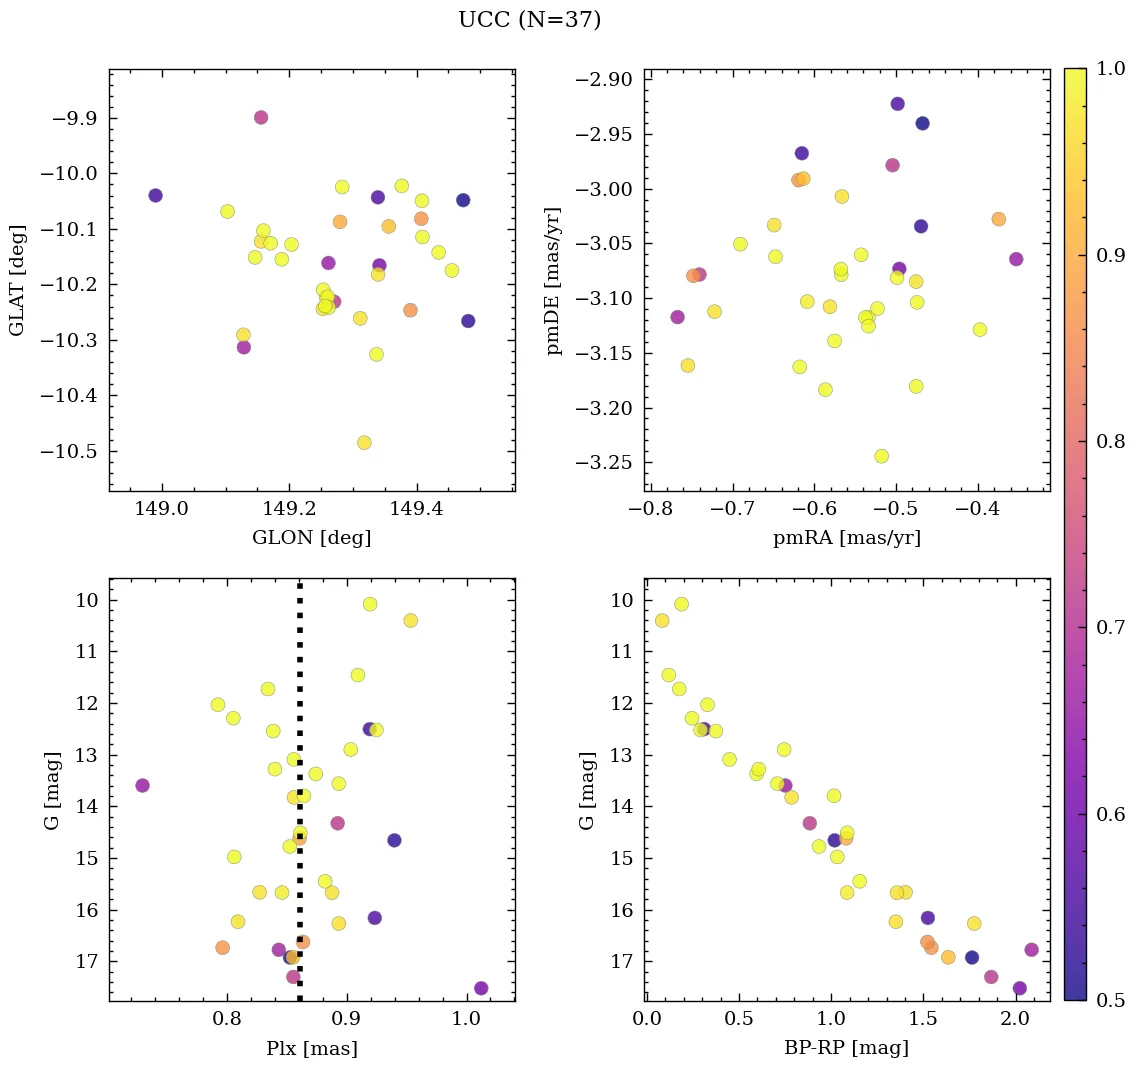 UCC (N=37)
−9.9
−10.0
−10.1
−10.2
−10.3
−10.4
−10.5
GLAT [deg]
149.0 149.2 149.4
GLON [deg]
−2.90
−2.95
−3.00
−3.05
−3.10
−3.15
−3.20
−3.25
pmDE [mas/yr]
−0.8 −0.7 −0.6 −0.5 −0.4
pmRA [mas/yr]
10
11
12
13
14
15
16
17
G [mag]
0.8 0.9 1.0
Plx [mas]
10
11
12
13
14
15
16
17
G [mag]
0.0 0.5 1.0 1.5 2.0
BP-RP [mag]
1.0
0.9
0.8
0.7
0.6
0.5